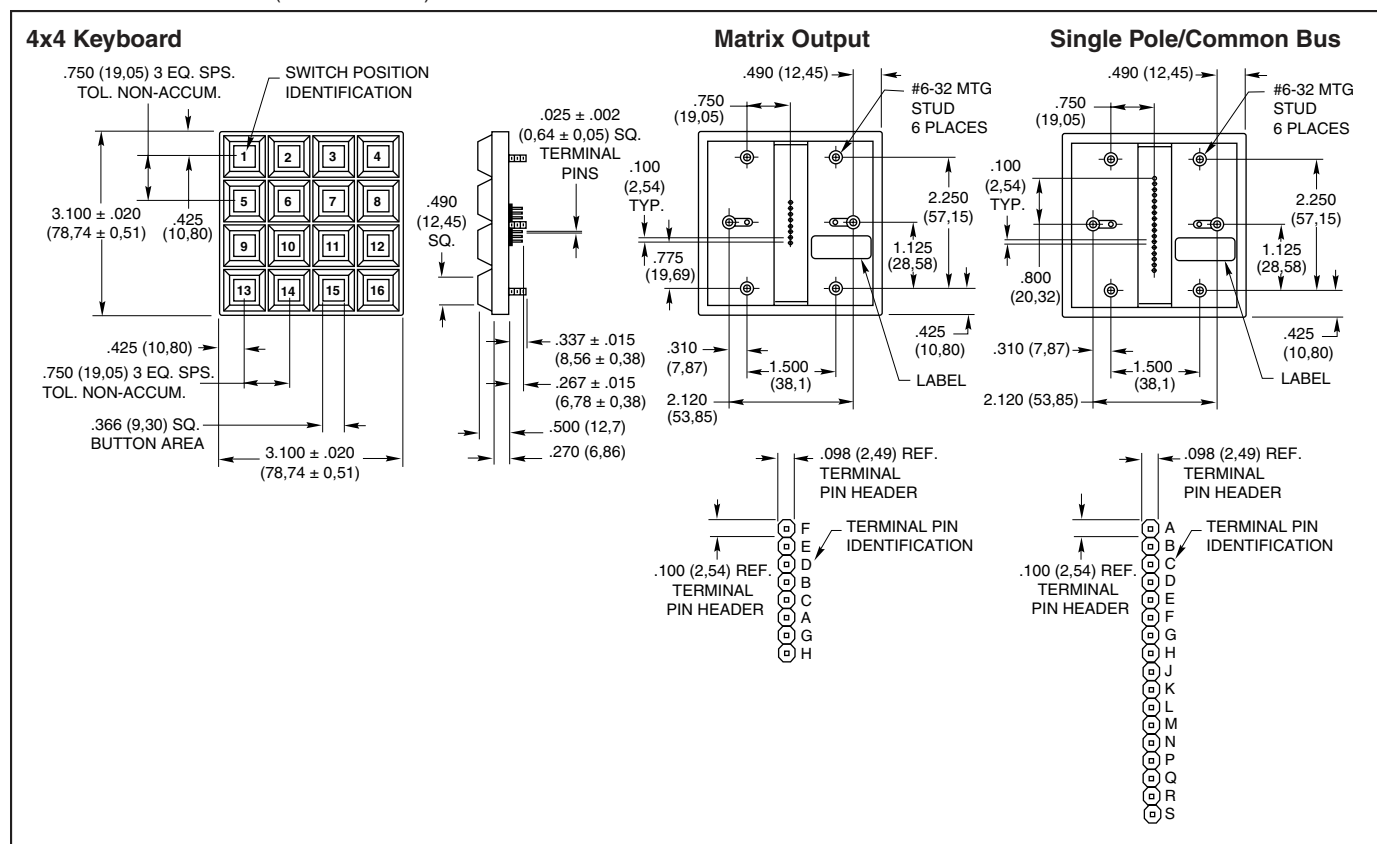 4x4 Keyboard
.750 (19,05) 3 EQ. SPS.
TOL. NON-ACCUM.
SWITCH POSITION
IDENTIFICATION
3.100 ± .020
(78,74 ± 0,51)
.425
(10,80)
1 2 3 4
5 6 7 8
9 10 11 12
13 14 15 16
.425 (10,80)
.750 (19,05) 3 EQ. SPS.
TOL. NON-ACCUM.
.366 (9,30) SQ.
BUTTON AREA
3.100 ± .020
(78,74 ± 0,51)
.025 ± .002
(0,64 ± 0,05) SQ.
TERMINAL
PINS
.490
(12,45)
SQ.
.337 ± .015
(8,56 ± 0,38)
.267 ± .015
(6,78 ± 0,38)
.500 (12,7)
.270 (6,86)
Matrix Output
.490 (12,45)
.750
(19,05)
#6-32 MTG
STUD
6 PLACES
.100
(2,54)
TYP.
2.250
(57,15)
1.125
(28,58)
.775
(19,69)
.425
(10,80)
.310
(7,87)
1.500
(38,1)
LABEL
2.120
(53,85)
.098 (2,49) REF.
TERMINAL
PIN HEADER
TERMINAL PIN
IDENTIFICATION
.100 (2,54) REF.
TERMINAL
PIN HEADER
F
E
D
B
C
A
G
H
Single Pole/Common Bus
.490 (12,45)
.750
(19,05)
#6-32 MTG
STUD
6 PLACES
.100
(2,54)
TYP.
2.250
(57,15)
1.125
(28,58)
.800
(20,32)
.425
(10,80)
.310 (7,87)
1.500
(38,1)
LABEL
2.120 (53,85)
.098 (2,49) REF.
TERMINAL
PIN HEADER
TERMINAL PIN
IDENTIFICATION
.100 (2,54) REF.
TERMINAL
PIN HEADER
A
B
C
D
E
F
G
H
J
K
L
M
N
P
Q
R
S